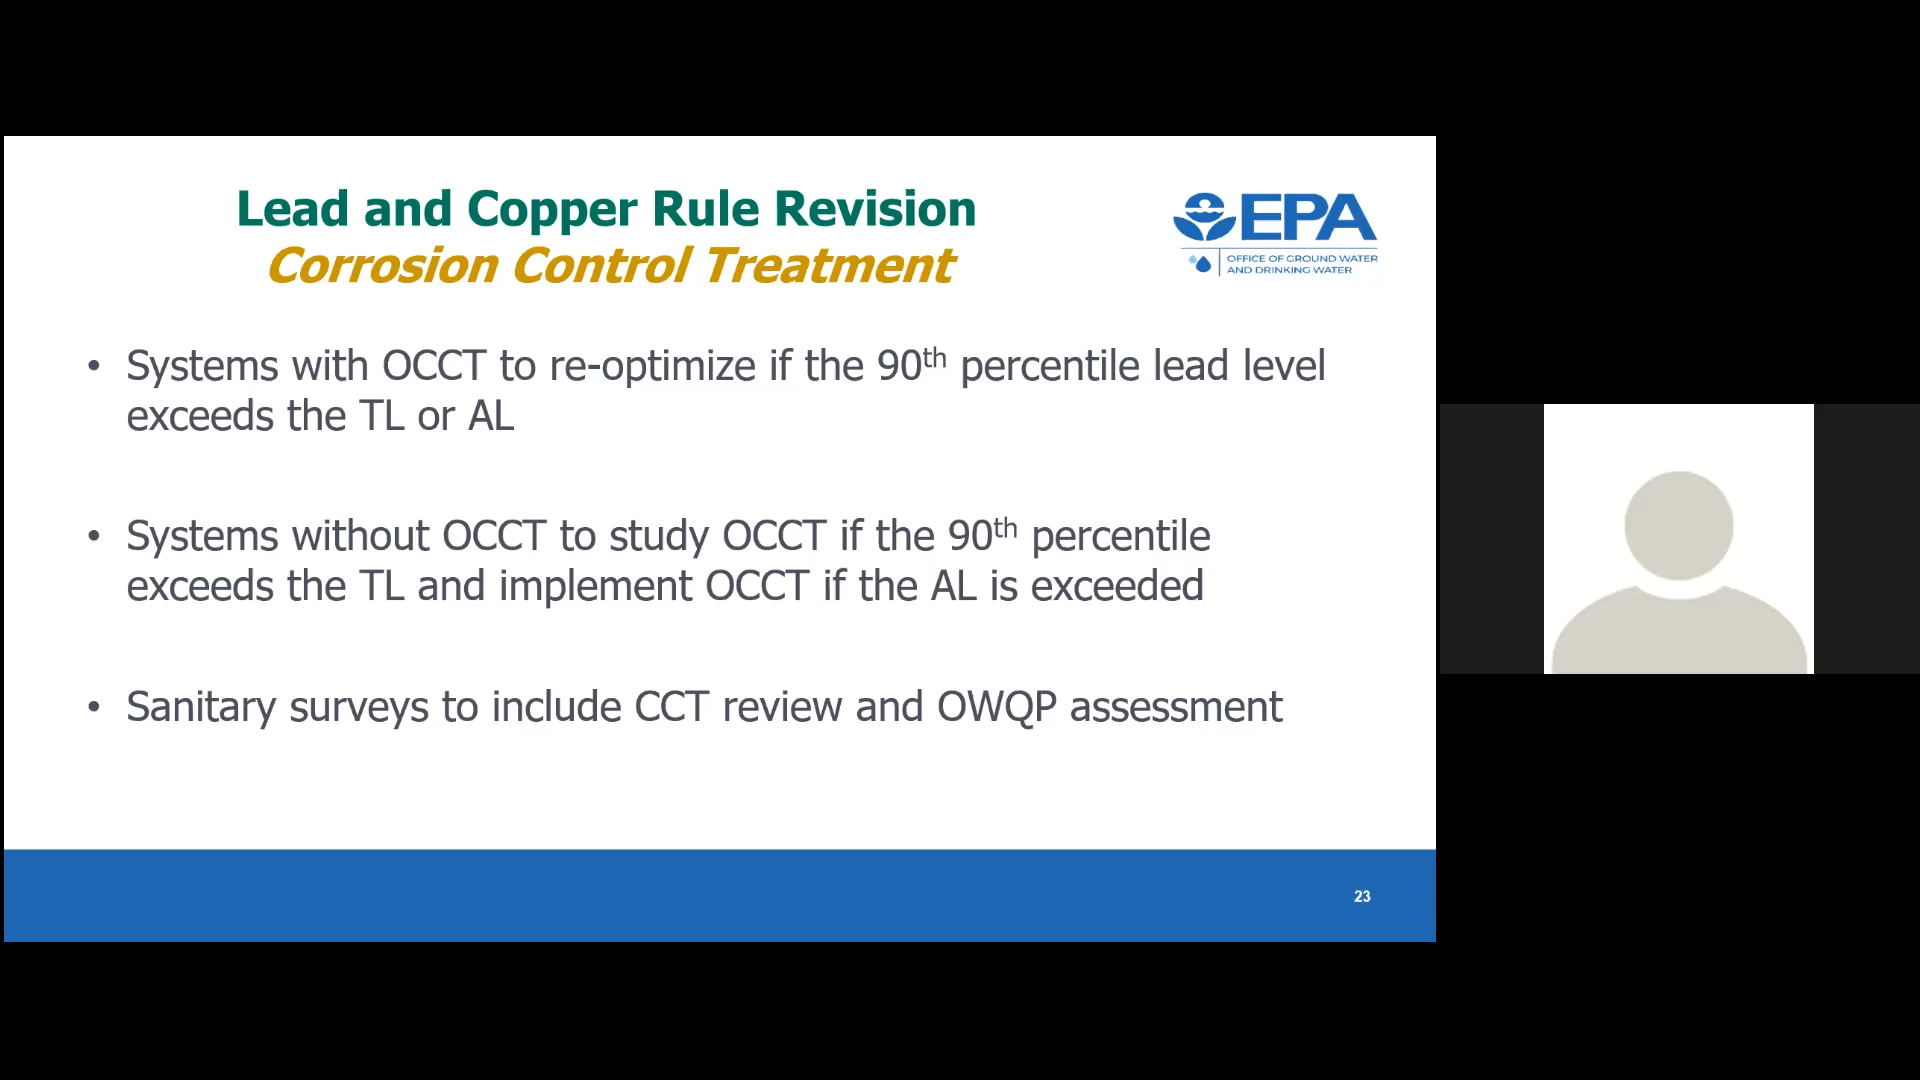 Lead and Copper Rule Revision
Corrosion Control Treatment
EPA
OFFICE OF GROUND WATER
AND DRINKING WATER
• Systems with OCCT to re-optimize if the 90th percentile lead level
exceeds the TL or AL
• Systems without OCCT to study OCCT if the 90th percentile
exceeds the TL and implement OCCT if the AL is exceeded
• Sanitary surveys to include CCT review and OWQP assessment
23